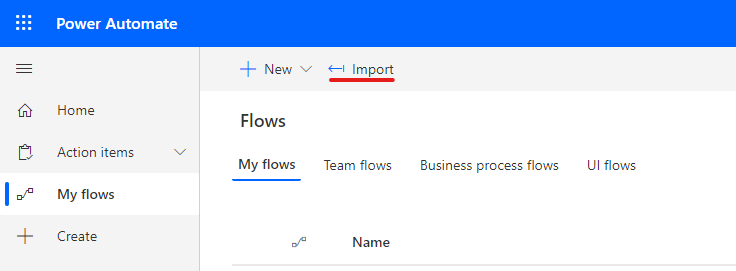 Power Automate
New Import
Home
Flows
Action items
My flows Team flows Business process flows UI flows
My flows
Create
Name